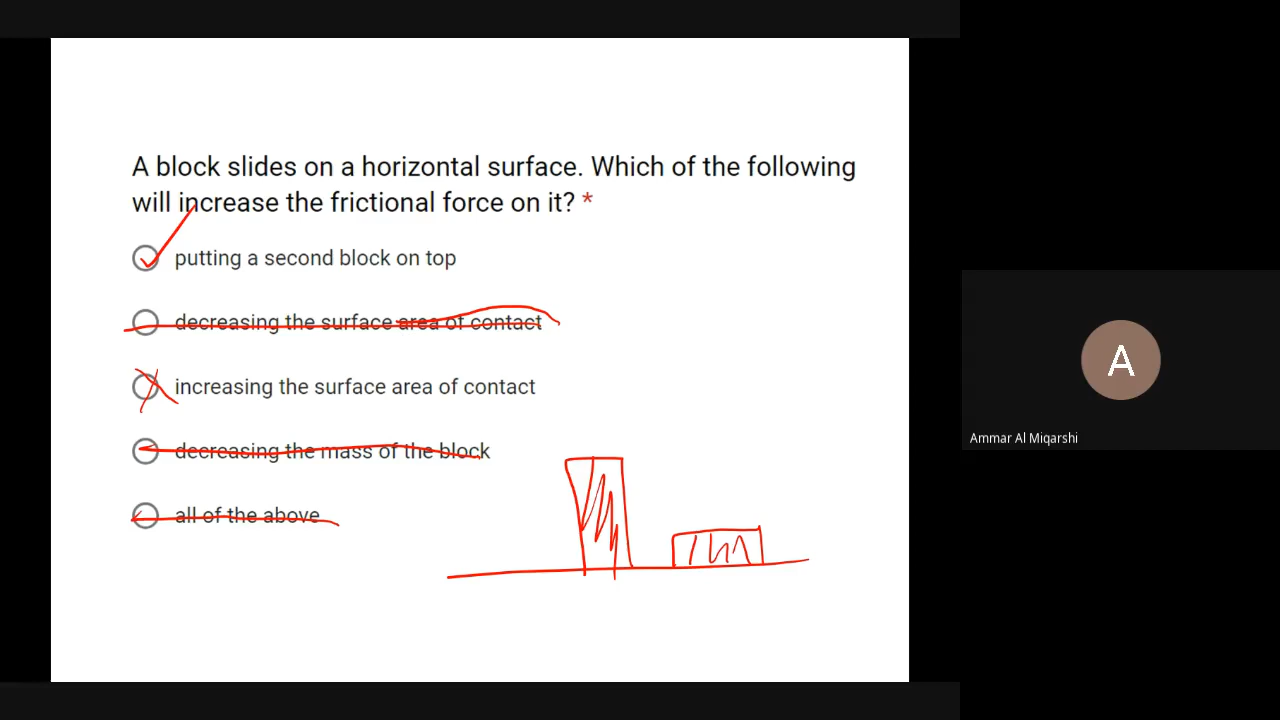 A block slides on a horizontal surface. Which of the following
will increase the frictional force on it? *
putting a second block on top
decreasing the surface area of contact
increasing the surface area of contact
decreasing the mass of the block
all of the above
A
Ammar Al Miqarshi